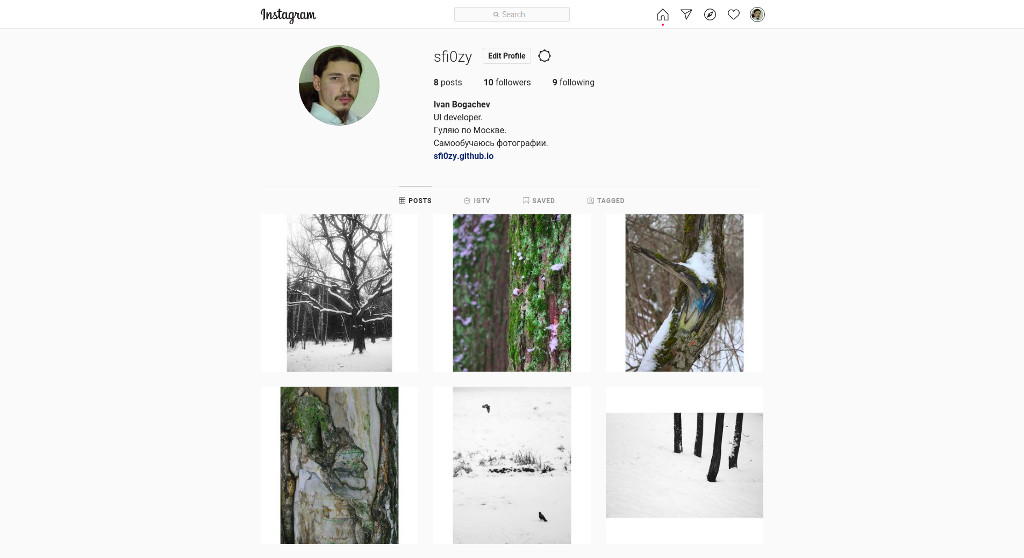 Instagram
Search
sfi0zy Edit Profile
8 posts 10 followers 9 following
Ivan Bogachev
UI developer.
Гуляю по Москве.
Самообучаюсь фотографии.
sfi0zy.github.io
POSTS IGTV SAVED TAGGED